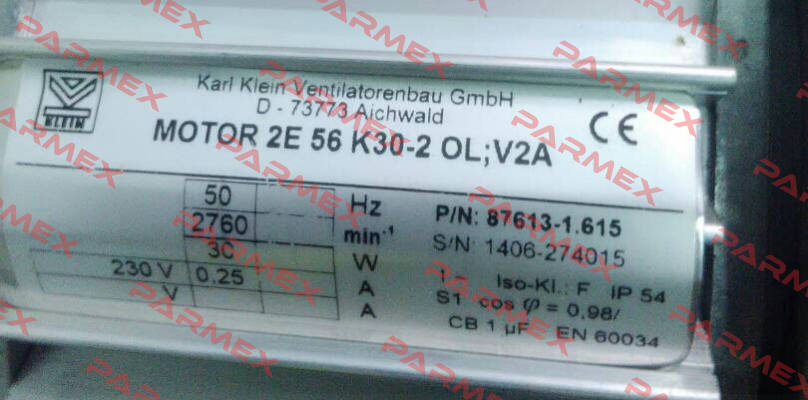 KLEIN
Karl Klein Ventilatorenbau GmbH
D - 73773 Aichwald
CE
MOTOR 2E 56 K30-2 OL;V2A
50 Hz
2760 min-1
W
230 V 0,25 A
V A
P/N: 87613-1.615
S/N: 1406-274015
Iso-Kl.: F IP 54
S1 cos φ = 0,98/
CB 1 µF EN 60034
PARMEX